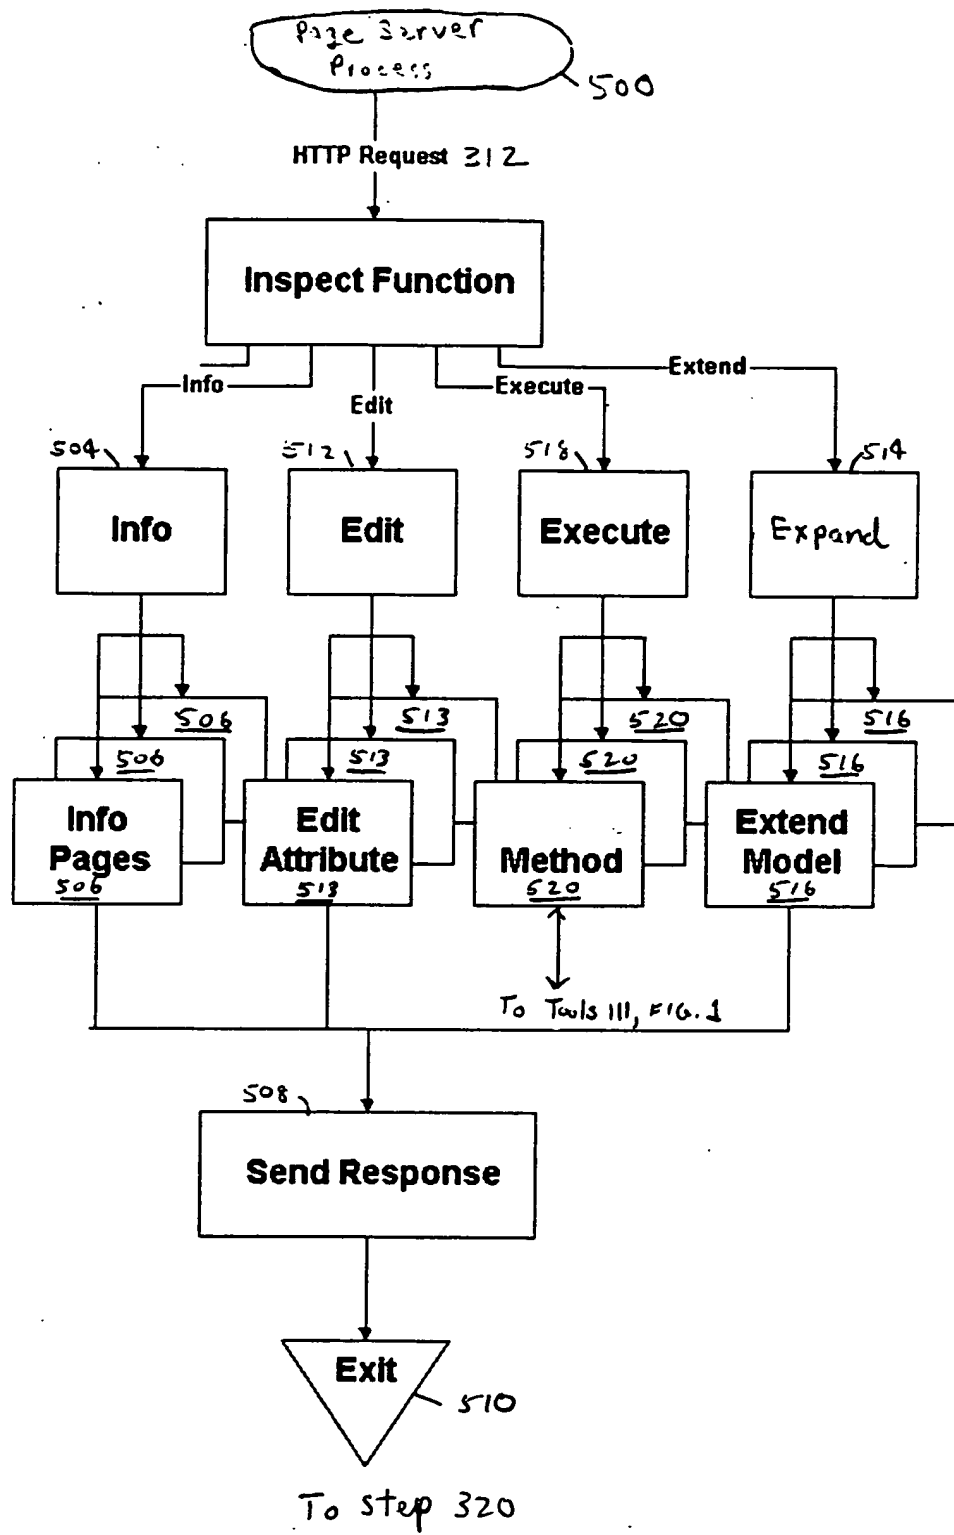 Page Server
Process
500
HTTP Request 312
Inspect Function
Info
Edit
Execute
Extend
504
512
518
514
Info
Edit
Execute
Expand
506
513
520
516
506
513
520
516
Info
Pages
506
Edit
Attribute
513
Method
520
Extend
Model
516
To Tools 111, FIG. 1
508
Send Response
Exit
510
To step 320